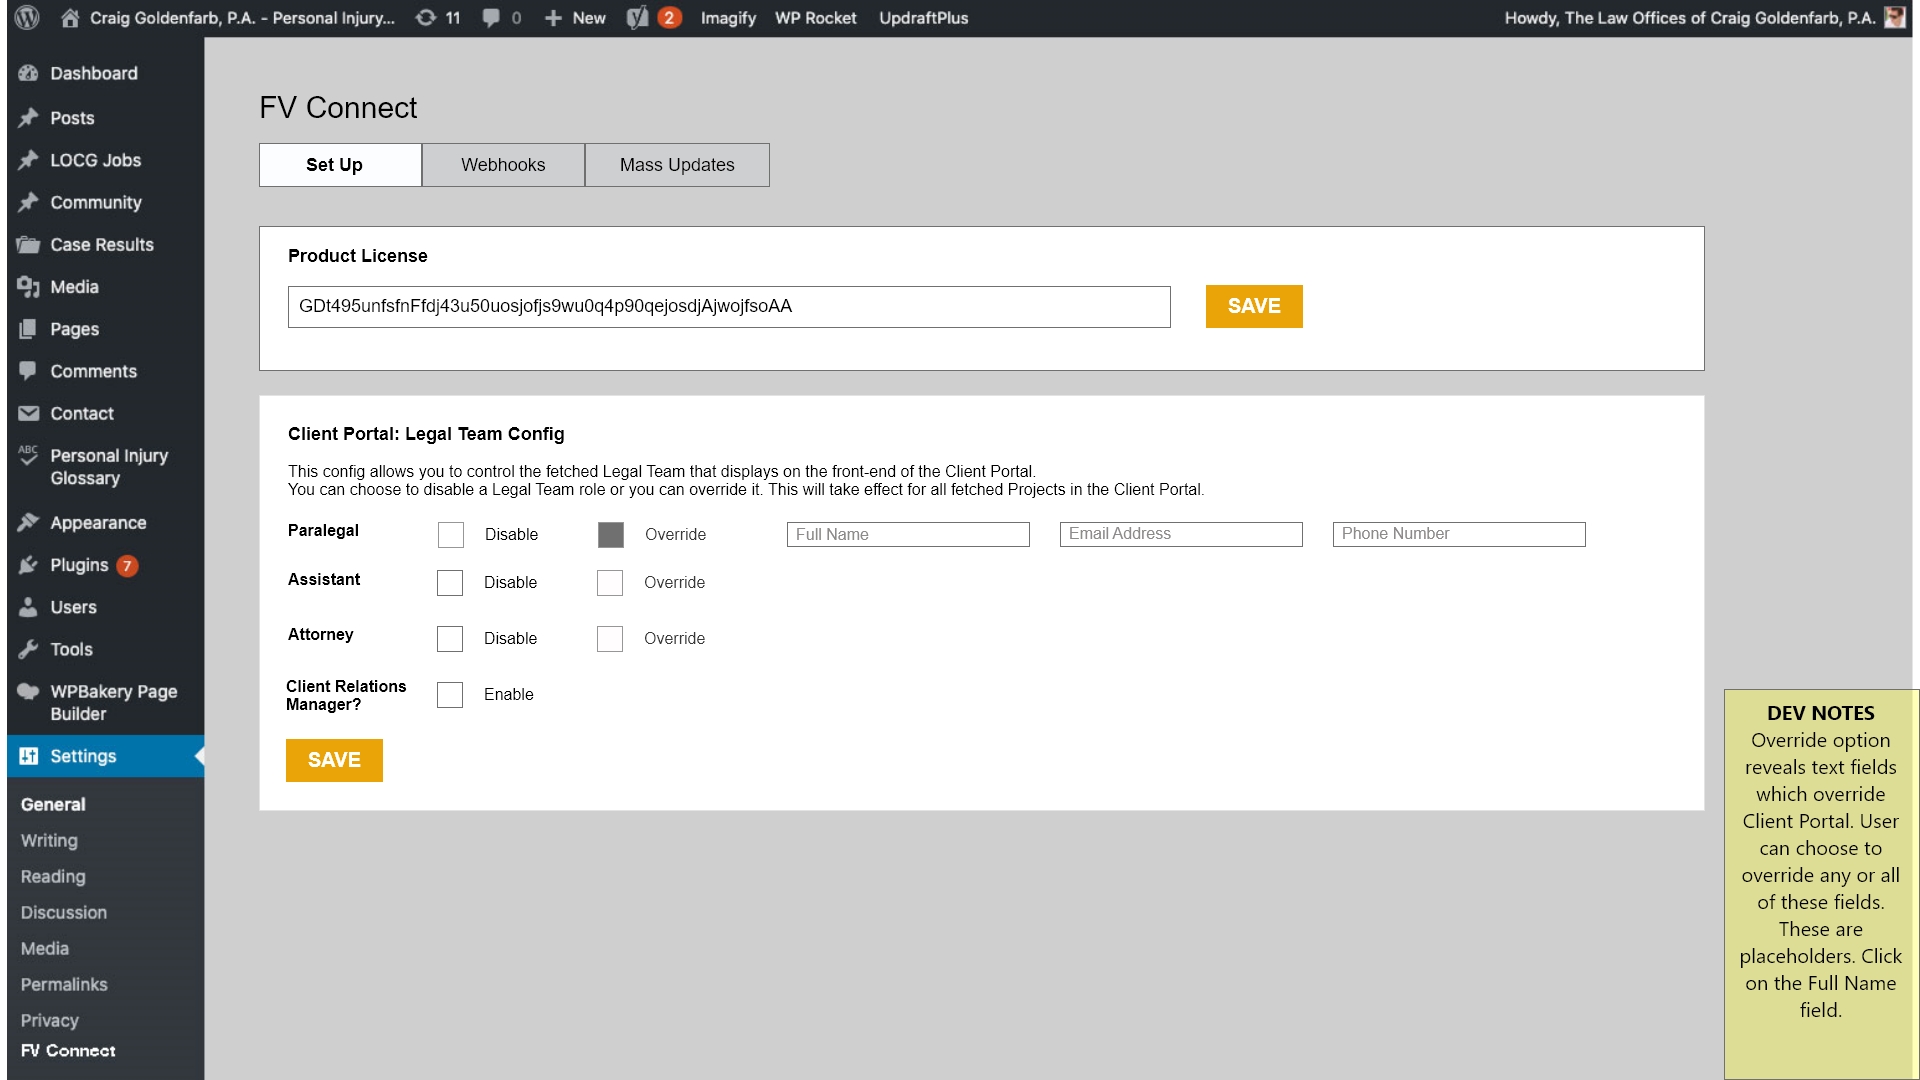 Craig Goldenfarb, P.A. - Personal Injury... 11 0 New 2 Imagify WP Rocket UpdraftPlus Howdy, The Law Offices of Craig Goldenfarb, P.A.
Dashboard
Posts
LOCG Jobs
Community
Case Results
Media
Pages
Comments
Contact
ABC
Personal Injury
Glossary
Appearance
Plugins 7
Users
Tools
WPBakery Page
Builder
Settings
General
Writing
Reading
Discussion
Media
Permalinks
Privacy
FV Connect
FV Connect
Set Up Webhooks Mass Updates
Product License
GDt495unfsfnFfdj43u50uosjofjs9wu0q4p90qejosdjAjwojfsoAA SAVE
Client Portal: Legal Team Config
This config allows you to control the fetched Legal Team that displays on the front-end of the Client Portal.
You can choose to disable a Legal Team role or you can override it. This will take effect for all fetched Projects in the Client Portal.
Paralegal Disable Override Full Name Email Address Phone Number
Assistant Disable Override
Attorney Disable Override
Client Relations
Manager? Enable
SAVE
DEV NOTES
Override option
reveals text fields
which override
Client Portal. User
can choose to
override any or all
of these fields.
These are
placeholders. Click
on the Full Name
field.